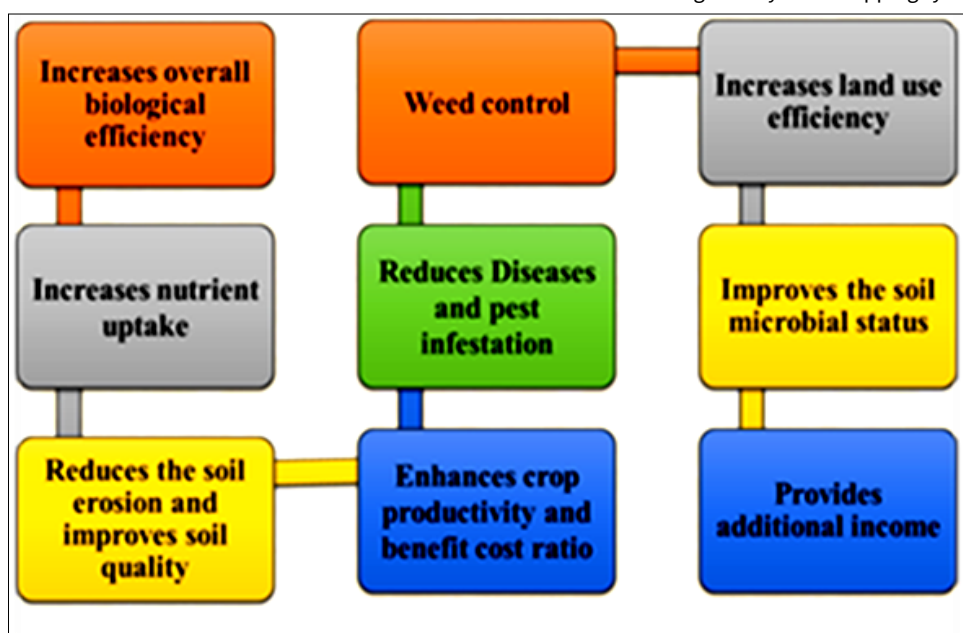 Increases overall
biological
efficiency
Increases nutrient
uptake
Reduces the soil
erosion and
improves soil
quality
Enhances crop
productivity and
benefit cost ratio
Reduces Diseases
and pest
infestation
Weed control
Increases land use
efficiency
Improves the soil
microbial status
Provides
additional income